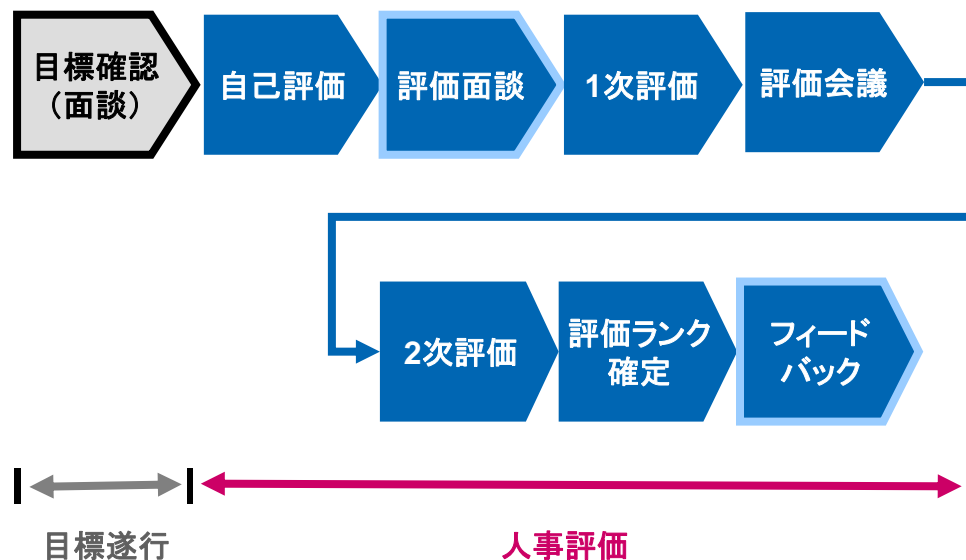 目標確認
（面談）
自己評価
評価面談
1次評価
評価会議
2次評価
評価ランク
確定
フィード
バック
目標遂行
人事評価